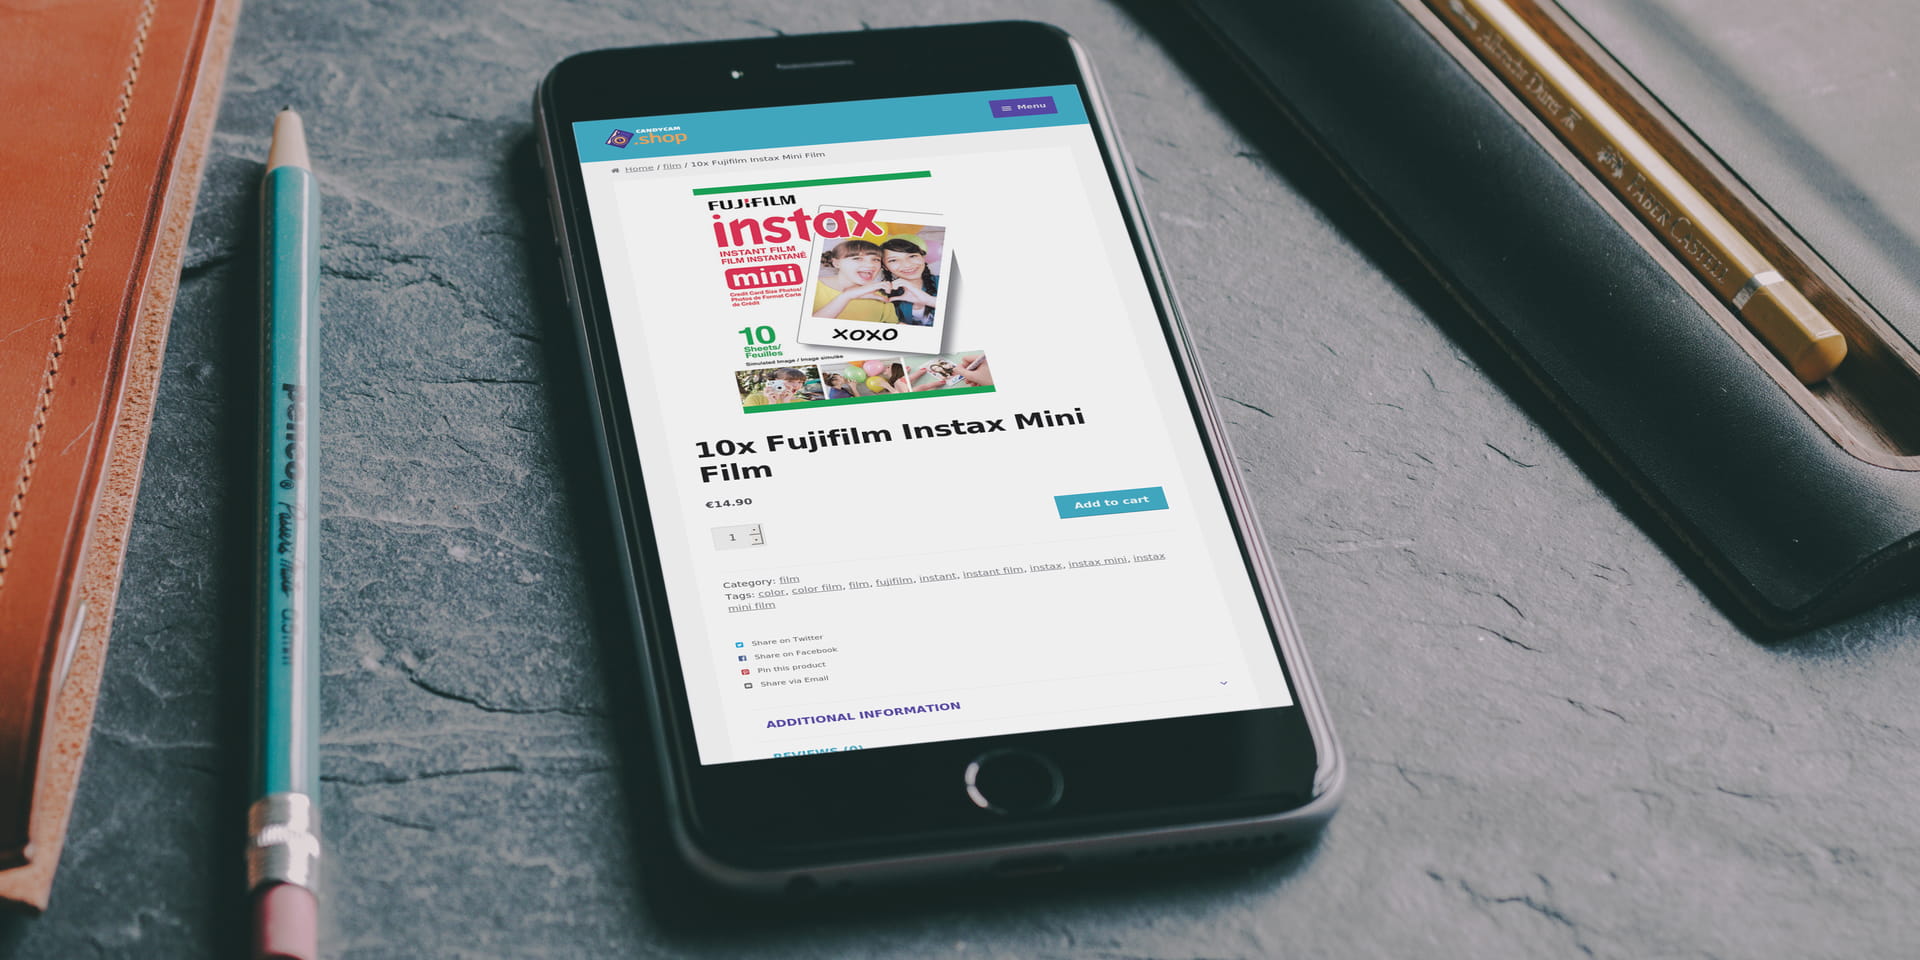 CANDYCAM
.shop
≡ Menu
Home / film / 10x Fujifilm Instax Mini Film
FUJIFILM
instax
INSTANT FILM
FILM INSTANTANÉ
mini
Credit Card Size Photos/
Photos de Format Carte
de Crédit
10
Sheets/
Feuilles
xoxo
Simulated Image / Image simulée
10x Fujifilm Instax Mini
Film
€14.90
1
Add to cart
Category: film
Tags: color, color film, film, fujifilm, instant, instant film, instax, instax mini, instax
mini film
Share on Twitter
Share on Facebook
Pin this product
Share via Email
ADDITIONAL INFORMATION
REVIEWS (0)
penco®
Albrecht Dürer
FABER CASTELL